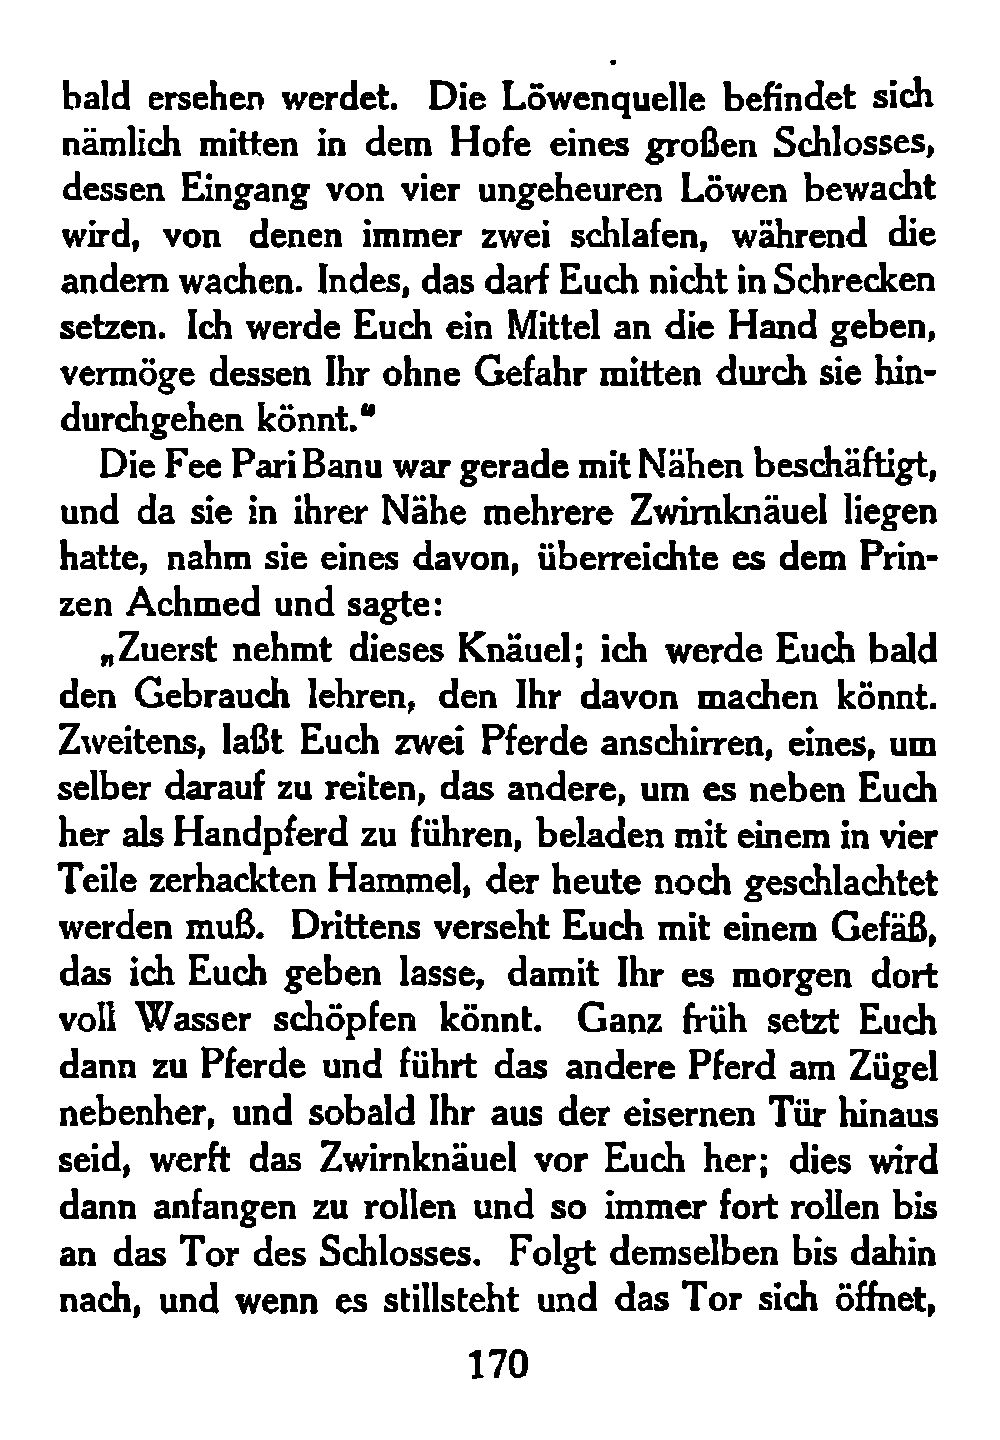 bald ersehen werdet. Die Löwenquelle befindet sich
nämlich mitten in dem Hofe eines großen Schlosses,
dessen Eingang von vier ungeheuren Löwen bewacht
wird, von denen immer zwei schlafen, während die
andern wachen. Indes, das darf Euch nicht in Schrecken
setzen. Ich werde Euch ein Mittel an die Hand geben,
vermöge dessen Ihr ohne Gefahr mitten durch sie hin-
durchgehen könnt.“
Die Fee Pari Banu war gerade mit Nähen beschäftigt,
und da sie in ihrer Nähe mehrere Zwirnknäuel liegen
hatte, nahm sie eines davon, überreichte es dem Prin-
zen Achmed und sagte:
„Zuerst nehmt dieses Knäuel; ich werde Euch bald
den Gebrauch lehren, den Ihr davon machen könnt.
Zweitens, laßt Euch zwei Pferde anschirren, eines, um
selber darauf zu reiten, das andere, um es neben Euch
her als Handpferd zu führen, beladen mit einem in vier
Teile zerhackten Hammel, der heute noch geschlachtet
werden muß. Drittens verseht Euch mit einem Gefäß,
das ich Euch geben lasse, damit Ihr es morgen dort
voll Wasser schöpfen könnt. Ganz früh setzt Euch
dann zu Pferde und führt das andere Pferd am Zügel
nebenher, und sobald Ihr aus der eisernen Tür hinaus
seid, werft das Zwirnknäuel vor Euch her; dies wird
dann anfangen zu rollen und so immer fort rollen bis
an das Tor des Schlosses. Folgt demselben bis dahin
nach, und wenn es stillsteht und das Tor sich öffnet,
170